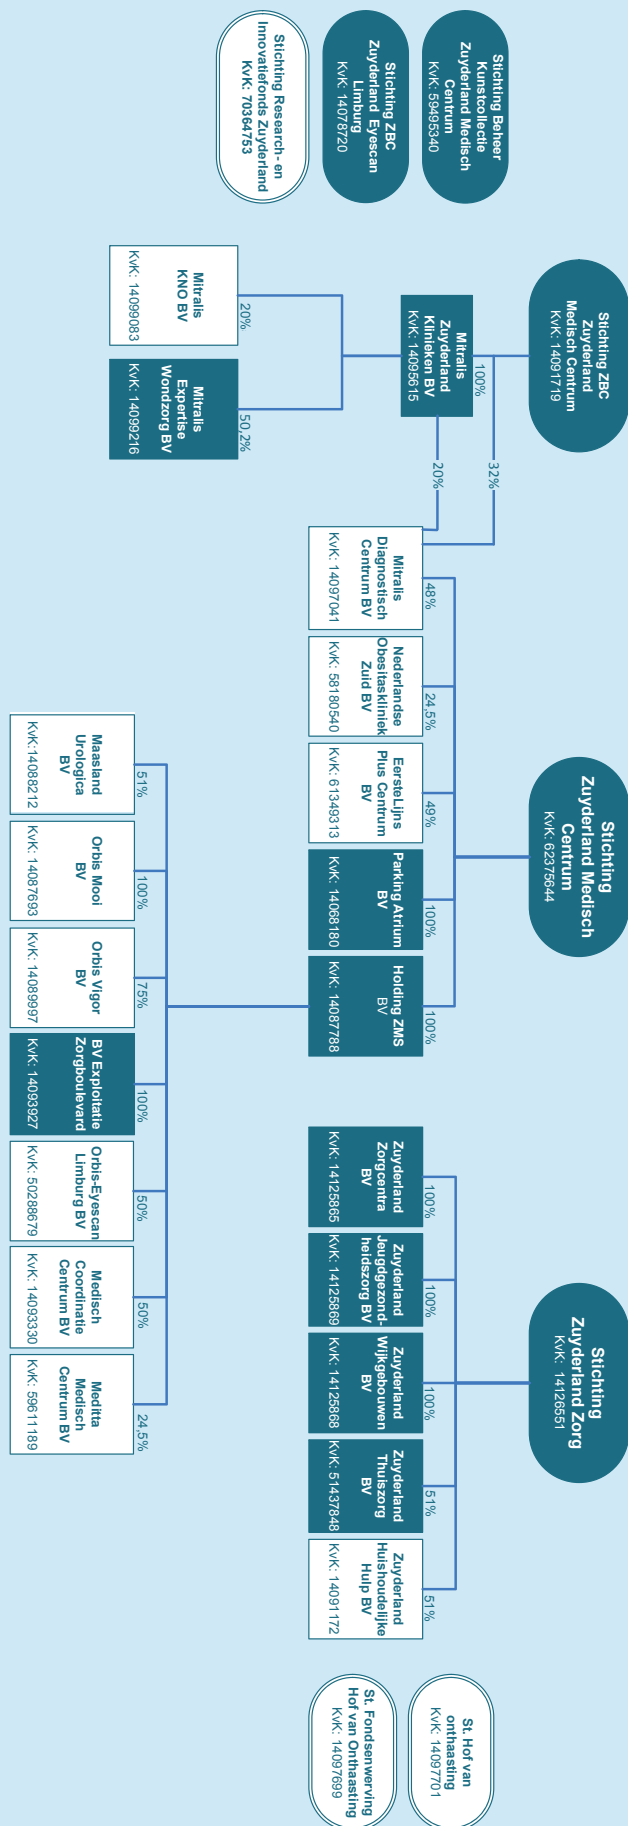 Stichting Beheer
Kunstcollectie
Zuyderland Medisch
Centrum
KvK: 59495340
Stichting ZBC
Zuyderland Eyescan
Limburg
KvK: 14078720
Stichting Research- en
Innovatiefonds Zuyderland
KvK: 70364753
Stichting ZBC
Zuyderland
Medisch Centrum
KvK: 14091719
100%
32%
Mitralis
Zuyderland
Klinieken BV
KvK: 14095615
20%
20%
Mitralis
KNO BV
KvK: 14099083
50,2%
Mitralis
Expertise
Wondzorg BV
KvK: 14099216
Stichting
Zuyderland Medisch
Centrum
KvK: 62375644
48%
Mitralis
Diagnostisch
Centrum BV
KvK: 14097041
24,5%
Nederlandse
Obesitaskliniek
Zuid BV
KvK: 58180540
49%
EersteLijns
Plus Centrum
BV
KvK: 61349313
100%
Parking Atrium
BV
KvK: 14068180
100%
Holding ZMS
BV
KvK: 14087788
51%
Maasland
Urologica
BV
KvK:14088212
100%
Orbis Mooi
BV
KvK: 14087693
75%
Orbis Vigor
BV
KvK: 14089997
100%
BV Exploitatie
Zorgboulevard
KvK: 14093927
50%
Orbis-Eyescan
Limburg BV
KvK: 50288679
50%
Medisch
Coordinatie
Centrum BV
KvK: 14093330
24,5%
Meditta
Medisch
Centrum BV
KvK: 59611189
Stichting
Zuyderland Zorg
KvK: 14126551
100%
Zuyderland
Zorgcentra
BV
KvK: 14125865
100%
Zuyderland
Jeugdgezond-
heidszorg BV
KvK: 14125869
100%
Zuyderland
Wijkgebouwen
BV
KvK: 14125868
51%
Zuyderland
Thuiszorg
BV
KvK: 51437848
51%
Zuyderland
Huishoudelijke
Hulp BV
KvK: 14091172
St. Hof van
onthaasting
KvK: 14097701
St. Fondsenwerving
Hof van Onthaasting
KvK: 14097699